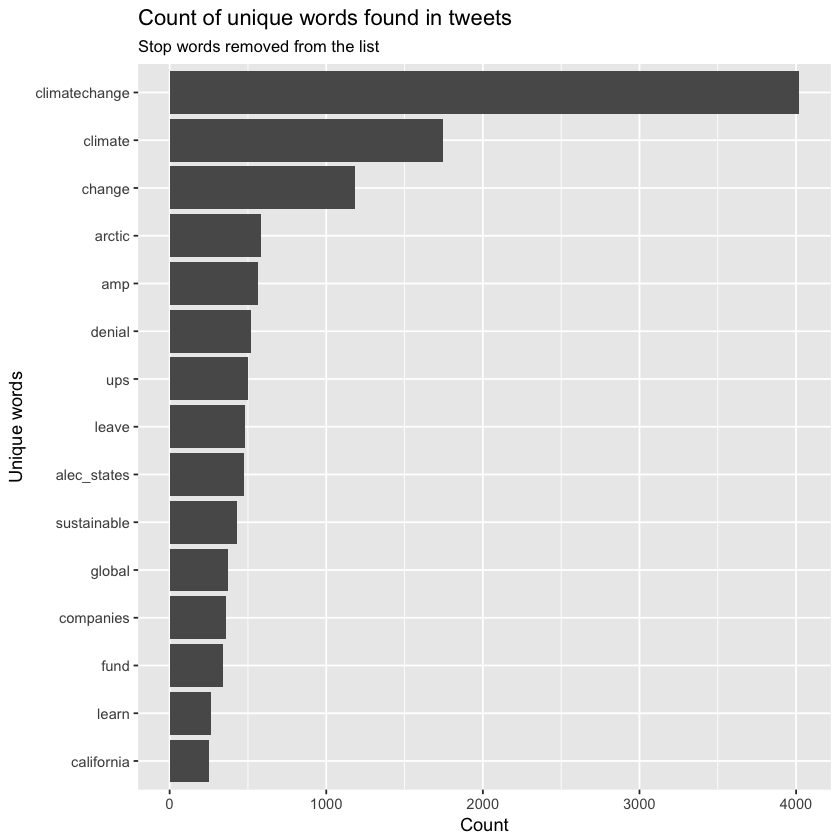 Count of unique words found in tweets
Stop words removed from the list
climatechange
climate
change
arctic
amp
denial
ups
leave
alec_states
sustainable
global
companies
fund
learn
california
Unique words
0 1000 2000 3000 4000
Count